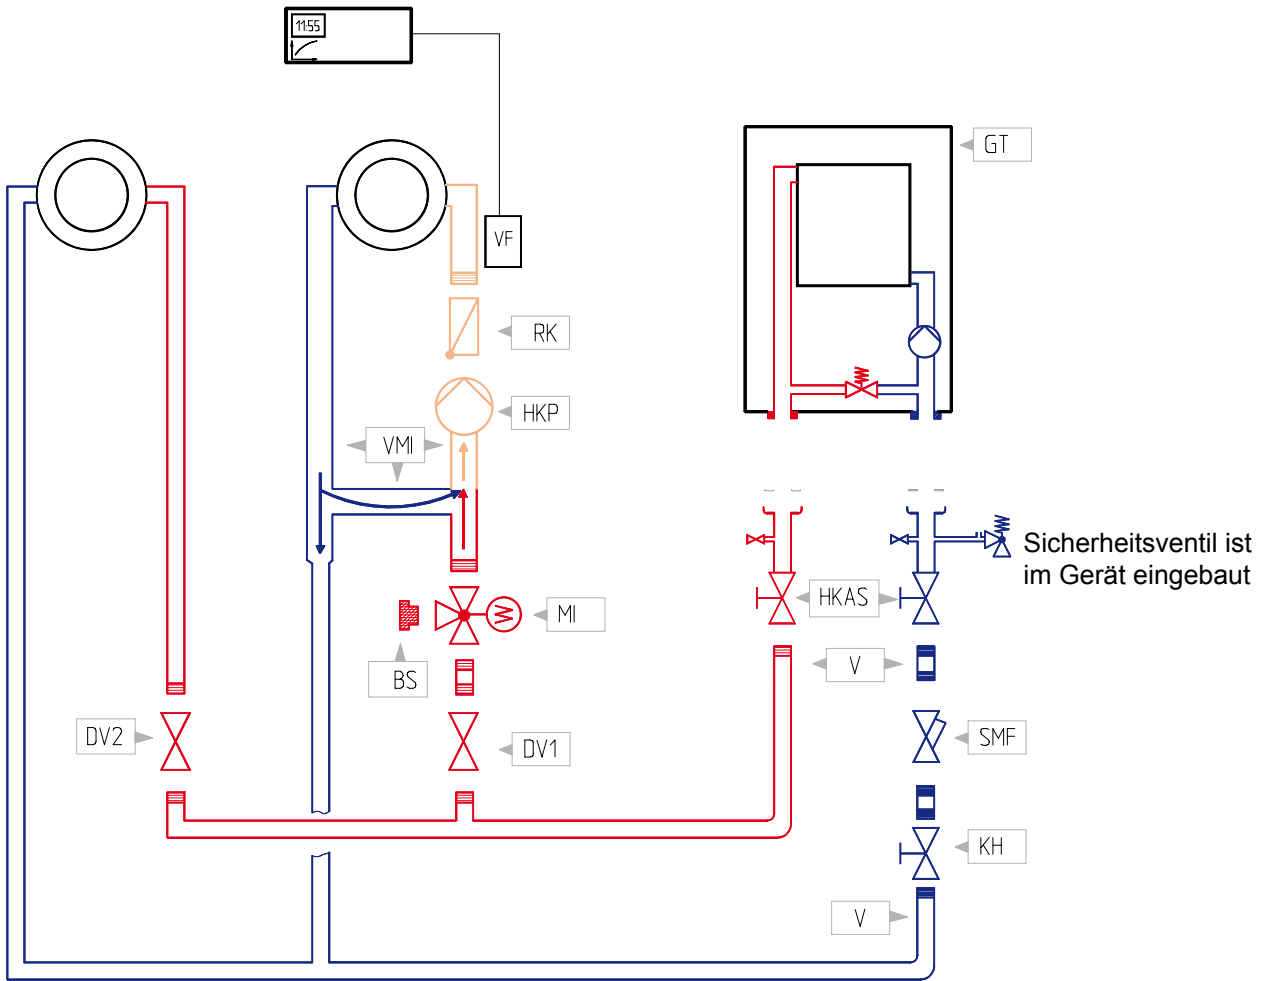 11:55
GT
VF
RK
HKP
VMI
Sicherheitsventil ist
im Gerät eingebaut
HKAS
MI
BS
V
DV2
DV1
SMF
KH
V